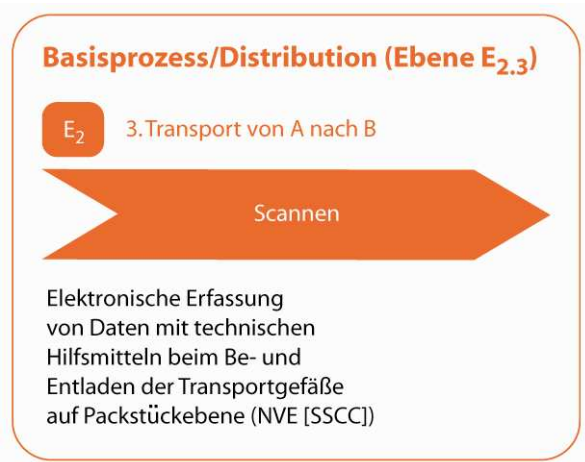 Basisprozess/Distribution (Ebene E2.3)
E2
3. Transport von A nach B
Scannen
Elektronische Erfassung
von Daten mit technischen
Hilfsmitteln beim Be- und
Entladen der Transportgefäße
auf Packstückebene (NVE [SSCC])